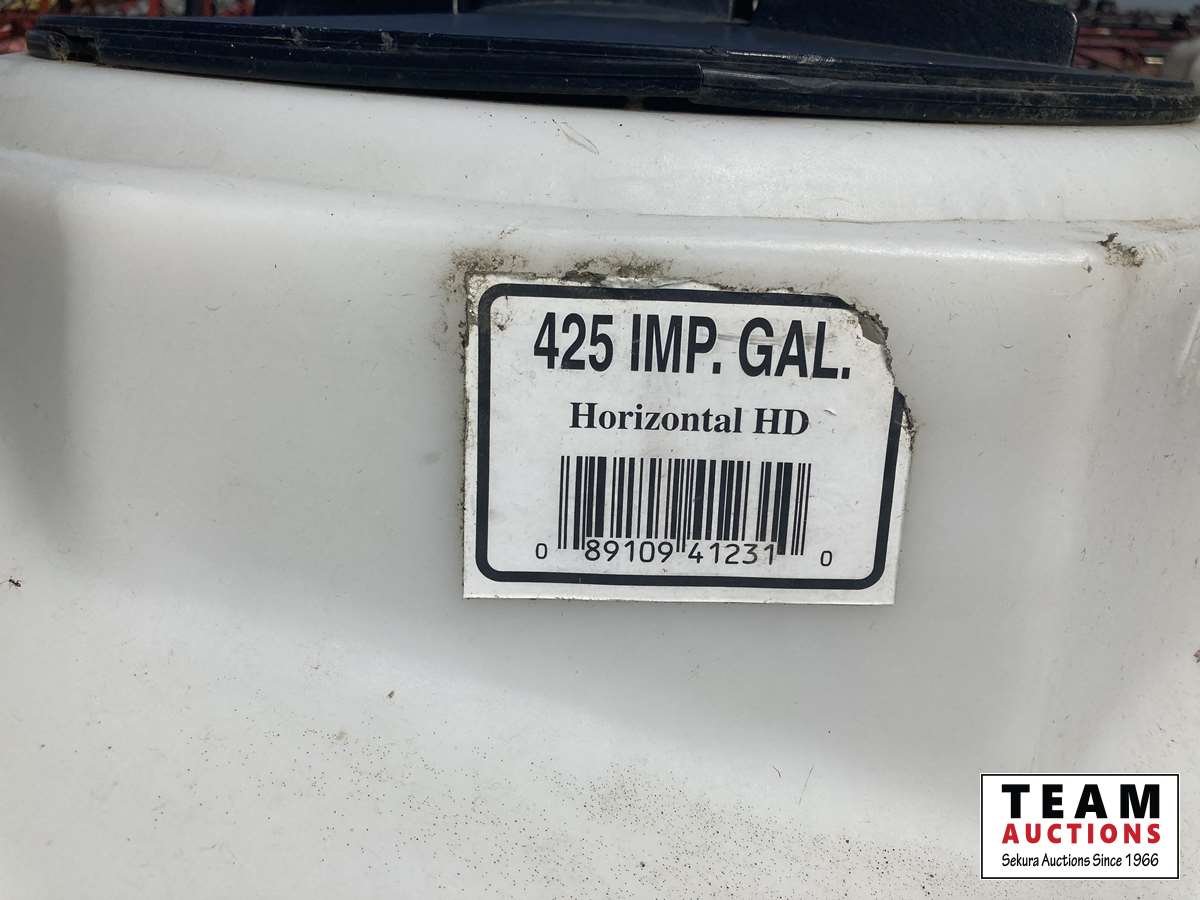 425 IMP. GAL.
Horizontal HD
0 89109 41231 0
TEAM
AUCTIONS
Sekura Auctions Since 1966